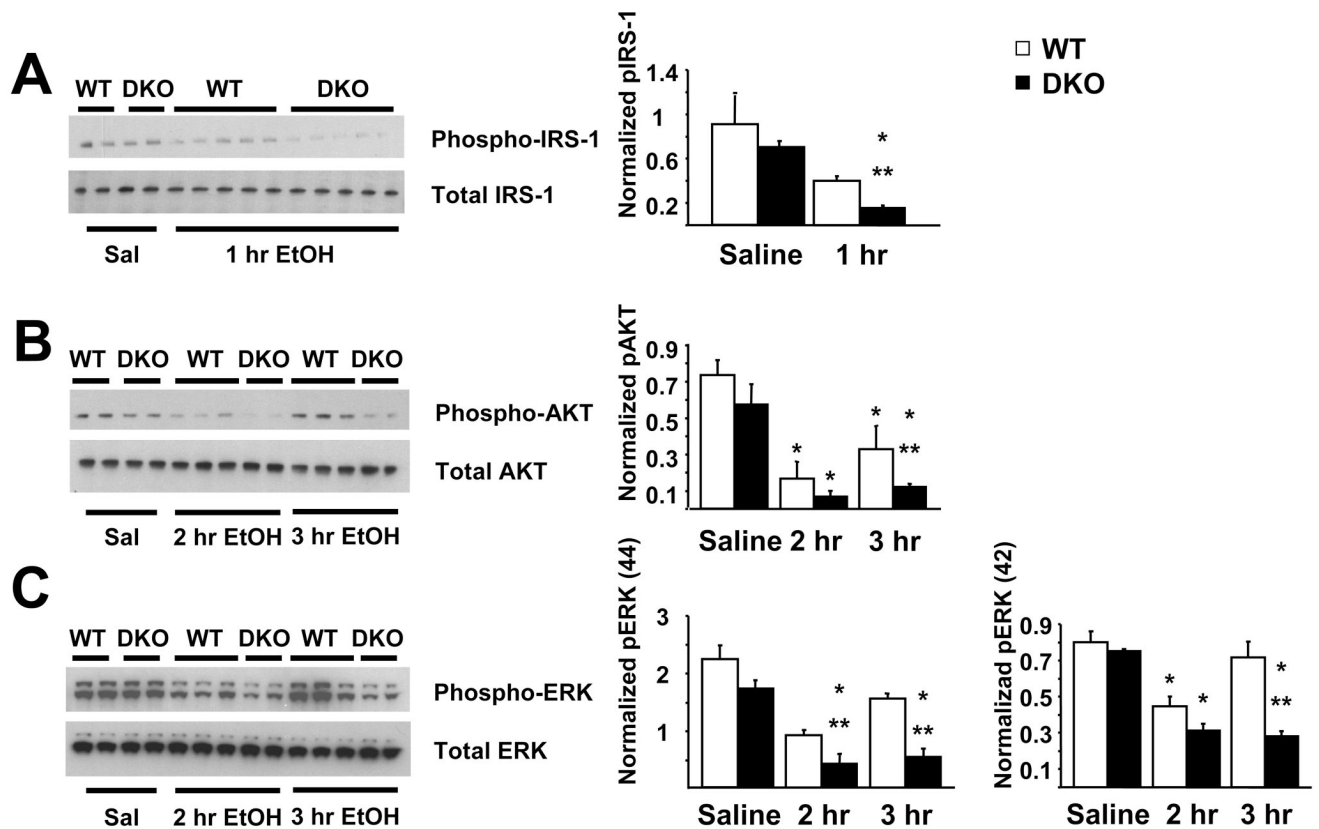 A
WT DKO WT DKO
Phospho-IRS-1
Total IRS-1
Sal 1 hr EtOH
Normalized pIRS-1
1.4
1
0.6
0.2
*
**
Saline 1 hr
WT
DKO
B
WT DKO WT DKO WT DKO
Phospho-AKT
Total AKT
Sal 2 hr EtOH 3 hr EtOH
Normalized pAKT
0.9
0.7
0.5
0.3
0.1
* * * *
**
Saline 2 hr 3 hr
C
WT DKO WT DKO WT DKO
Phospho-ERK
Total ERK
Sal 2 hr EtOH 3 hr EtOH
Normalized pERK (44)
3
2
1
* *
** **
Saline 2 hr 3 hr
Normalizad pERK (42)
0.9
0.7
0.5
0.3
0.1
* * *
**
Saline 2 hr 3 hr